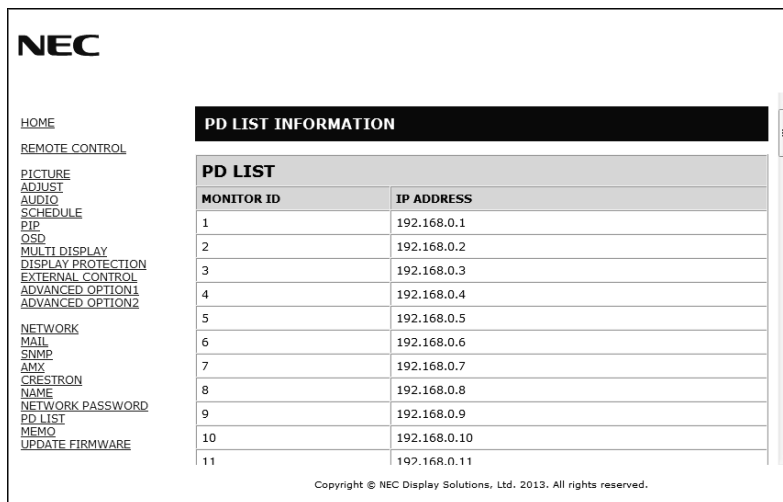 NEC
HOME
REMOTE CONTROL
PICTURE
ADJUST
AUDIO
SCHEDULE
PIP
OSD
MULTI DISPLAY
DISPLAY PROTECTION
EXTERNAL CONTROL
ADVANCED OPTION1
ADVANCED OPTION2
NETWORK
MAIL
SNMP
AMX
CRESTRON
NAME
NETWORK PASSWORD
PD LIST
MEMO
UPDATE FIRMWARE
PD LIST INFORMATION
PD LIST
MONITOR ID IP ADDRESS
1 192.168.0.1
2 192.168.0.2
3 192.168.0.3
4 192.168.0.4
5 192.168.0.5
6 192.168.0.6
7 192.168.0.7
8 192.168.0.8
9 192.168.0.9
10 192.168.0.10
11 192.168.0.11
Copyright © NEC Display Solutions, Ltd. 2013. All rights reserved.